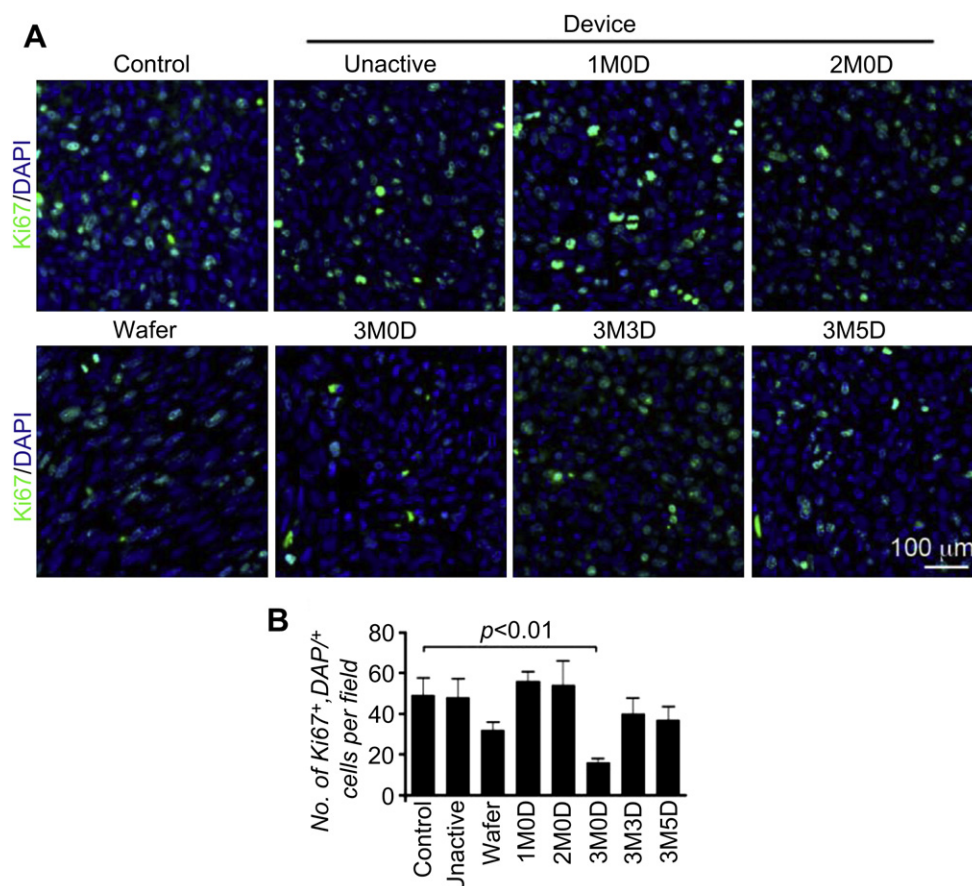 A
Device
Control Unactive 1M0D 2M0D
Ki67/DAPI
Wafer 3M0D 3M3D 3M5D
Ki67/DAPI
100 μm
B
p<0.01
No. of Ki67+,DAP/+
cells per field
80
60
40
20
0
Control
Unactive
Wafer
1M0D
2M0D
3M0D
3M3D
3M5D